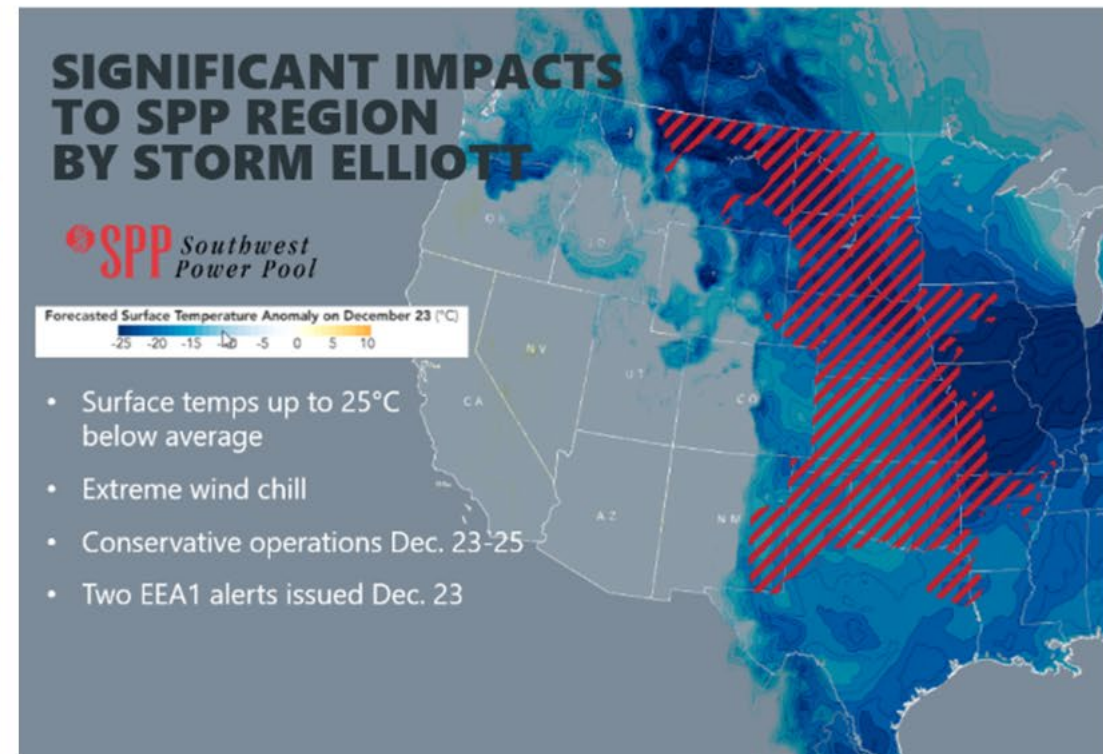 SIGNIFICANT IMPACTS
TO SPP REGION
BY STORM ELLIOTT
SPP Southwest
Power Pool
Forecasted Surface Temperature Anomaly on December 23 (°C)
-25 -20 -15 -10 -5 0 5 10
• Surface temps up to 25°C
below average
• Extreme wind chill
• Conservative operations Dec. 23-25
• Two EEA1 alerts issued Dec. 23
ID
NV
UT
CA
CO
AZ
NM